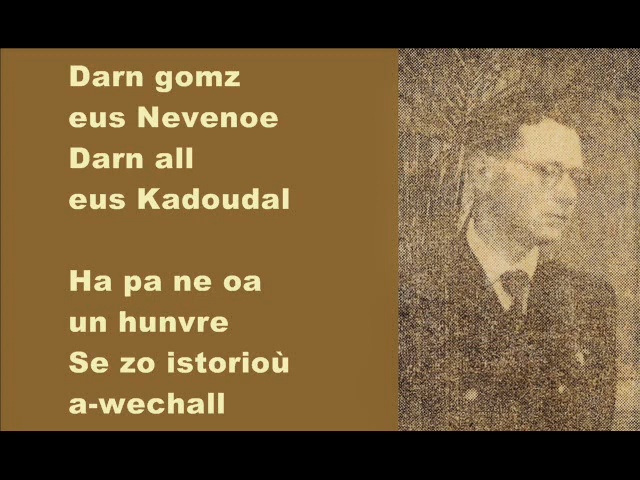 Darn gomz
eus Nevenoe
Darn all
eus Kadoudal
Ha pa ne oa
un hunvre
Se zo istorioù
a-wechall